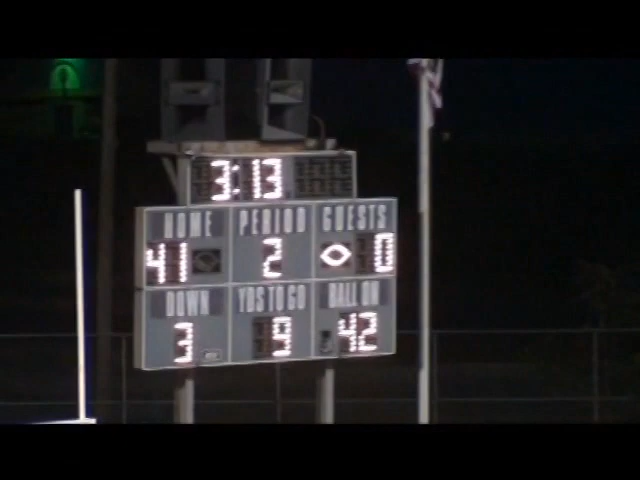 3:13
HOME PERIOD GUESTS
41 2 0
DOWN YDS TO GO BALL ON
3 9 42